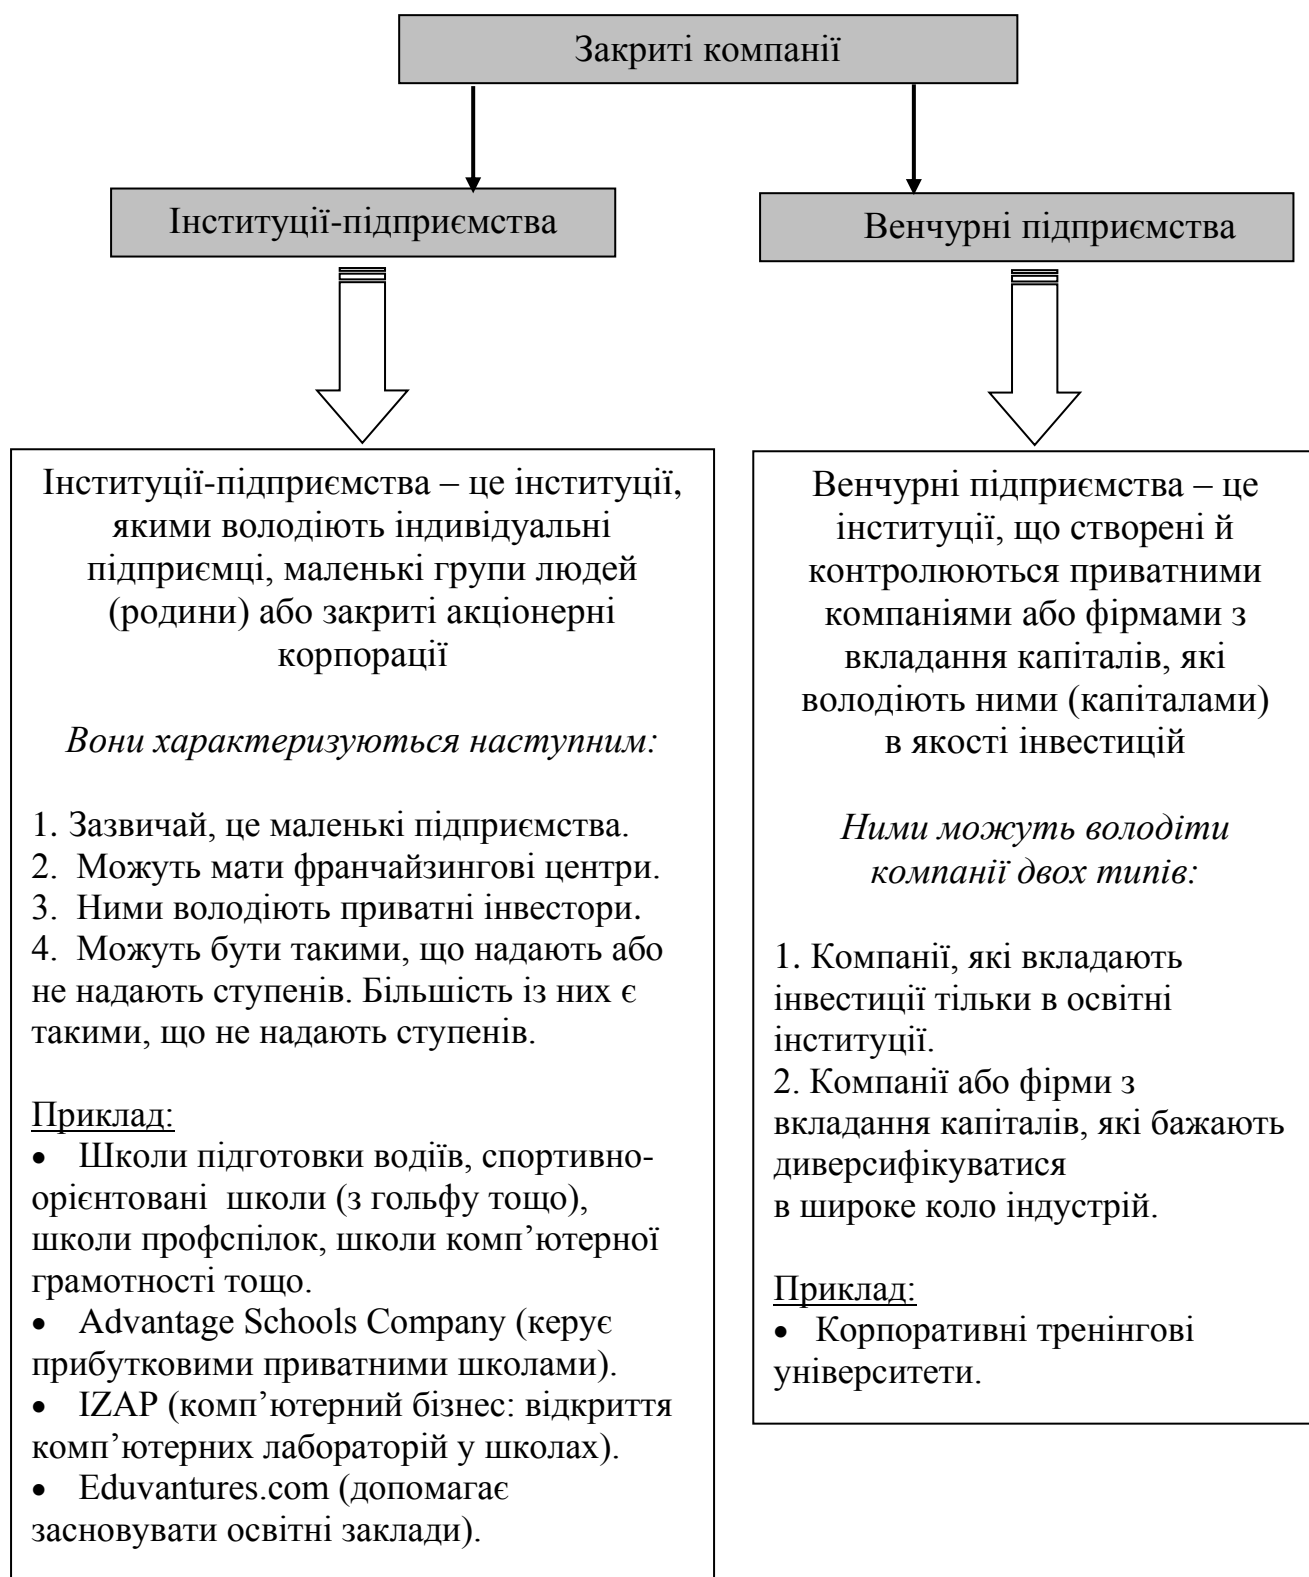 Закриті компанії
Інституції-підприємства
Венчурні підприємства
Інституції-підприємства – це інституції,
якими володіють індивідуальні
підприємці, маленькі групи людей
(родини) або закриті акціонерні
корпорації
Вони характеризуються наступним:
1. Зазвичай, це маленькі підприємства.
2. Можуть мати франчайзингові центри.
3. Ними володіють приватні інвестори.
4. Можуть бути такими, що надають або
не надають ступенів. Більшість із них є
такими, що не надають ступенів.
Приклад:
• Школи підготовки водіїв, спортивно-
орієнтовані школи (з гольфу тощо),
школи профспілок, школи комп’ютерної
грамотності тощо.
• Advantage Schools Company (керує
прибутковими приватними школами).
• IZAP (комп’ютерний бізнес: відкриття
комп’ютерних лабораторій у школах).
• Eduvantures.com (допомагає
засновувати освітні заклади).
Венчурні підприємства – це
інституції, що створені й
контролюються приватними
компаніями або фірмами з
вкладання капіталів, які
володіють ними (капіталами)
в якості інвестицій
Ними можуть володіти
компанії двох типів:
1. Компанії, які вкладають
інвестиції тільки в освітні
інституції.
2. Компанії або фірми з
вкладання капіталів, які бажають
диверсифікуватися
в широке коло індустрій.
Приклад:
• Корпоративні тренінгові
університети.